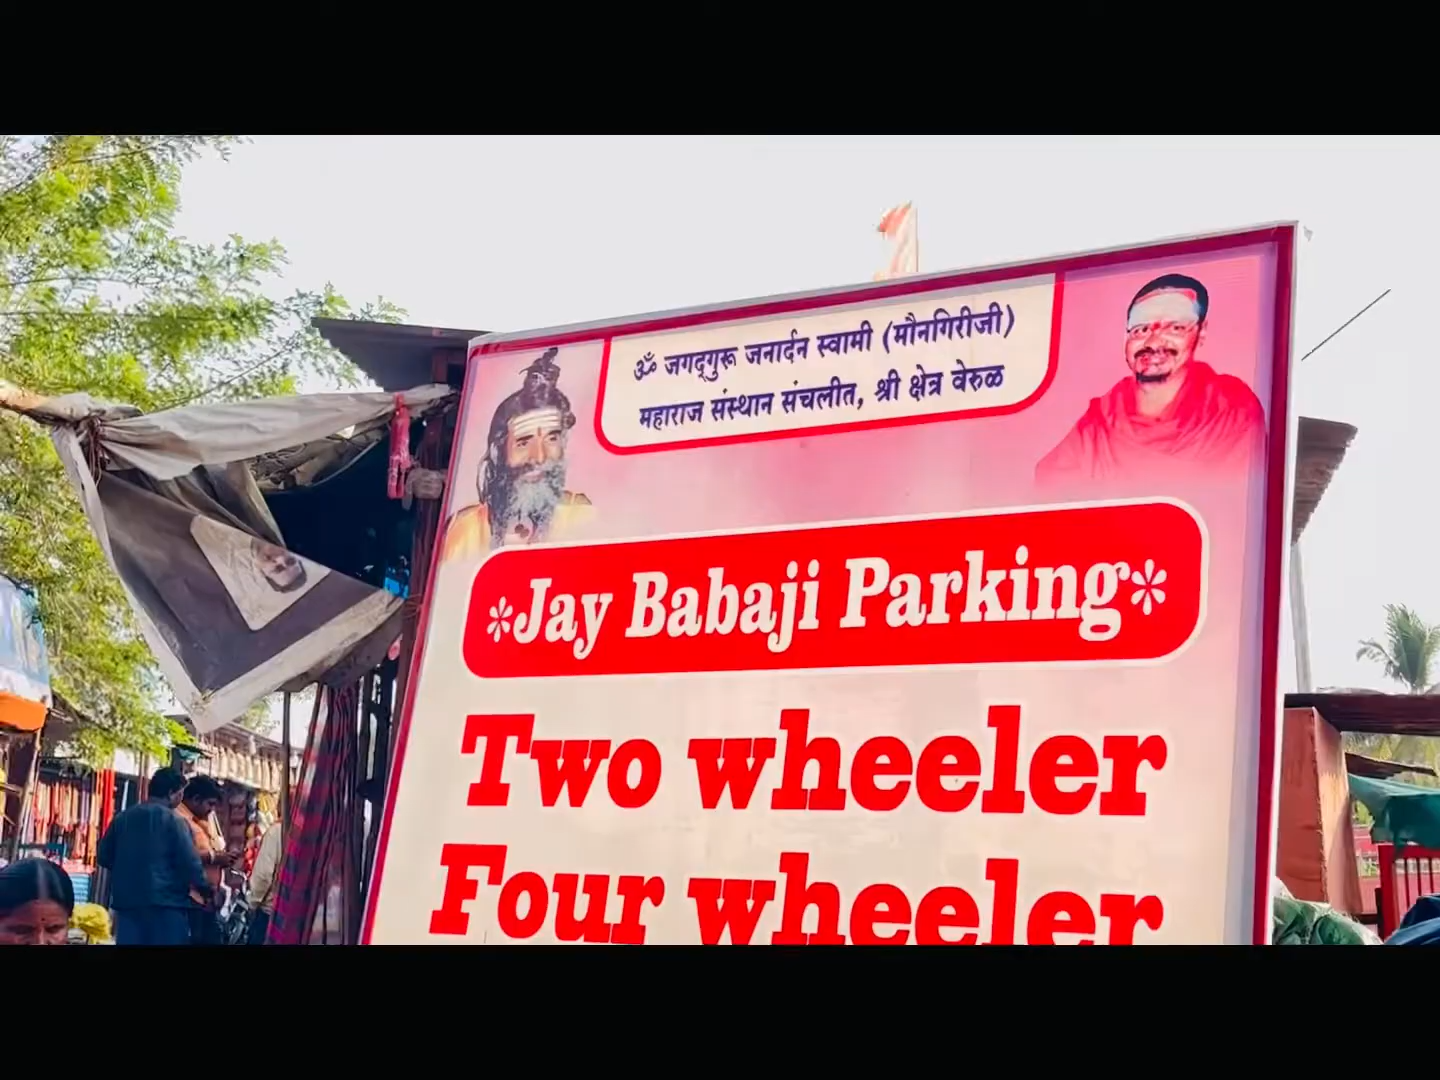 ॐ जगद्गुरू जनार्दन स्वामी (मौनगिरीजी)
महाराज संस्थान संचलीत, श्री क्षेत्र वेरुळ
*Jay Babaji Parking*
Two wheeler
Four wheeler